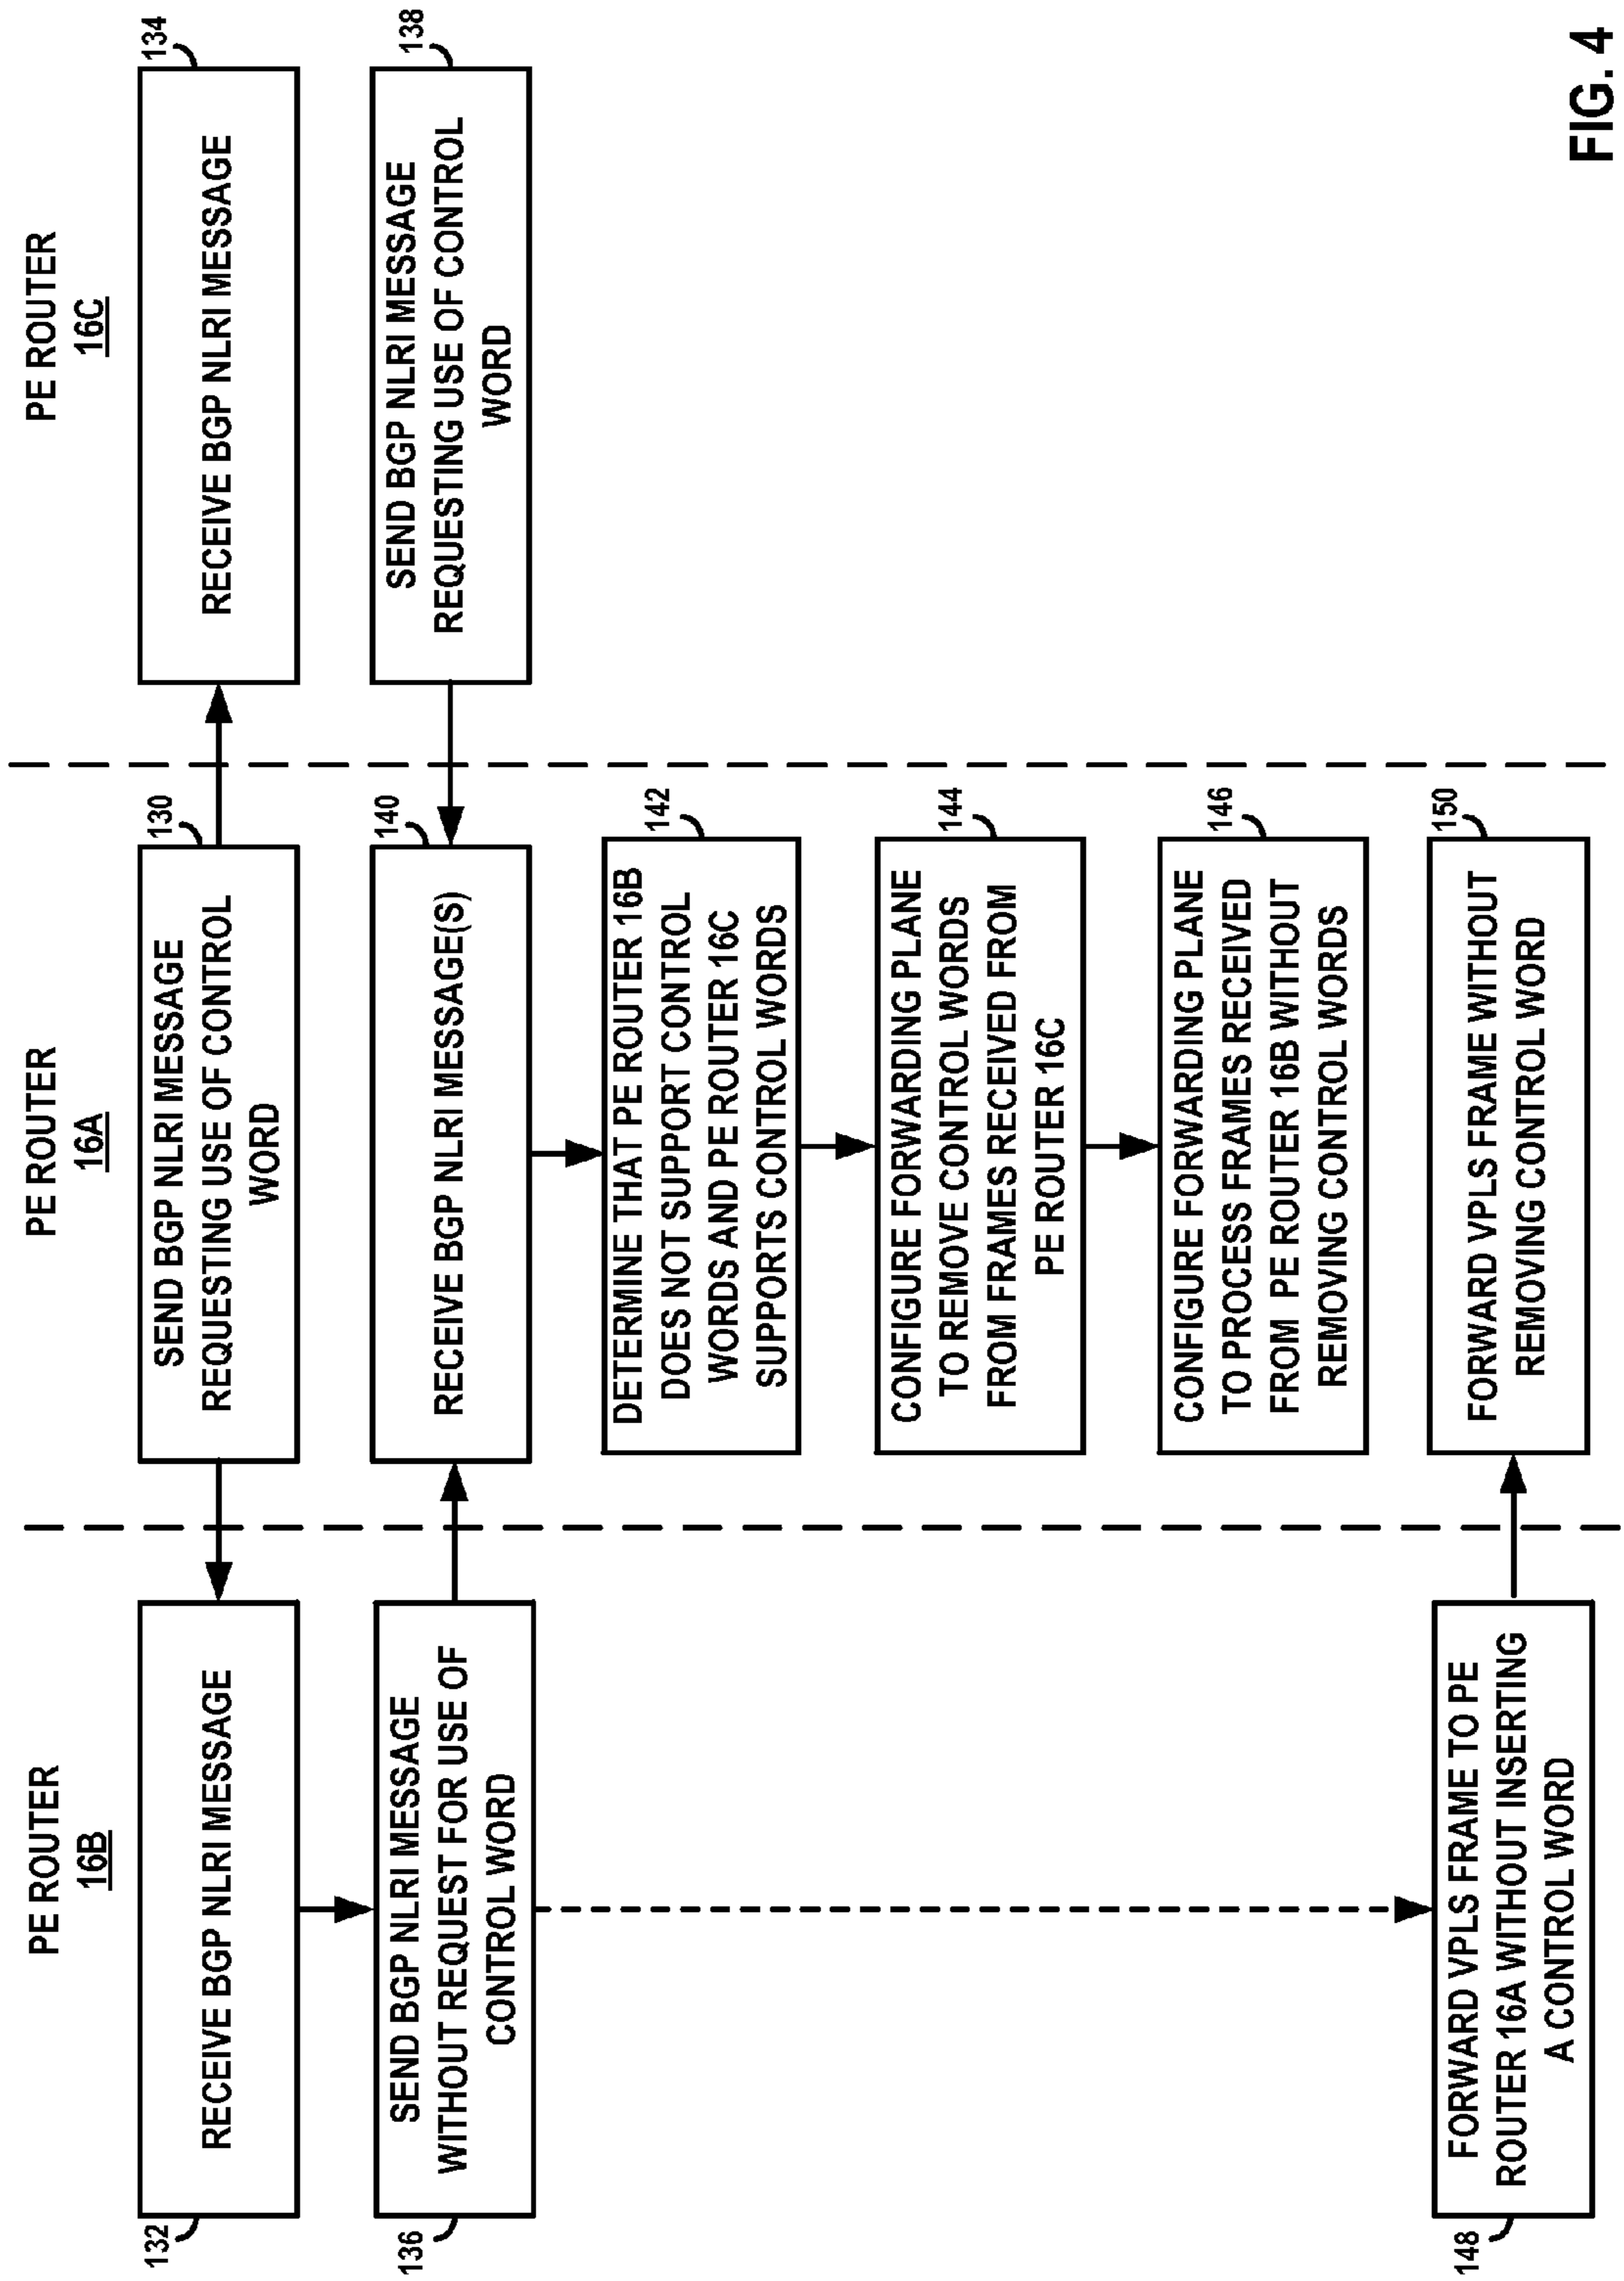 PE ROUTER
16B
PE ROUTER
16A
PE ROUTER
16C
132
RECEIVE BGP NLRI MESSAGE
130
SEND BGP NLRI MESSAGE
REQUESTING USE OF CONTROL
WORD
134
RECEIVE BGP NLRI MESSAGE
136
SEND BGP NLRI MESSAGE
WITHOUT REQUEST FOR USE OF
CONTROL WORD
140
RECEIVE BGP NLRI MESSAGE(S)
138
SEND BGP NLRI MESSAGE
REQUESTING USE OF CONTROL
WORD
142
DETERMINE THAT PE ROUTER 16B
DOES NOT SUPPORT CONTROL
WORDS AND PE ROUTER 16C
SUPPORTS CONTROL WORDS
144
CONFIGURE FORWARDING PLANE
TO REMOVE CONTROL WORDS
FROM FRAMES RECEIVED FROM
PE ROUTER 16C
146
CONFIGURE FORWARDING PLANE
TO PROCESS FRAMES RECEIVED
FROM PE ROUTER 16B WITHOUT
REMOVING CONTROL WORDS
148
FORWARD VPLS FRAME TO PE
ROUTER 16A WITHOUT INSERTING
A CONTROL WORD
150
FORWARD VPLS FRAME WITHOUT
REMOVING CONTROL WORD
FIG. 4